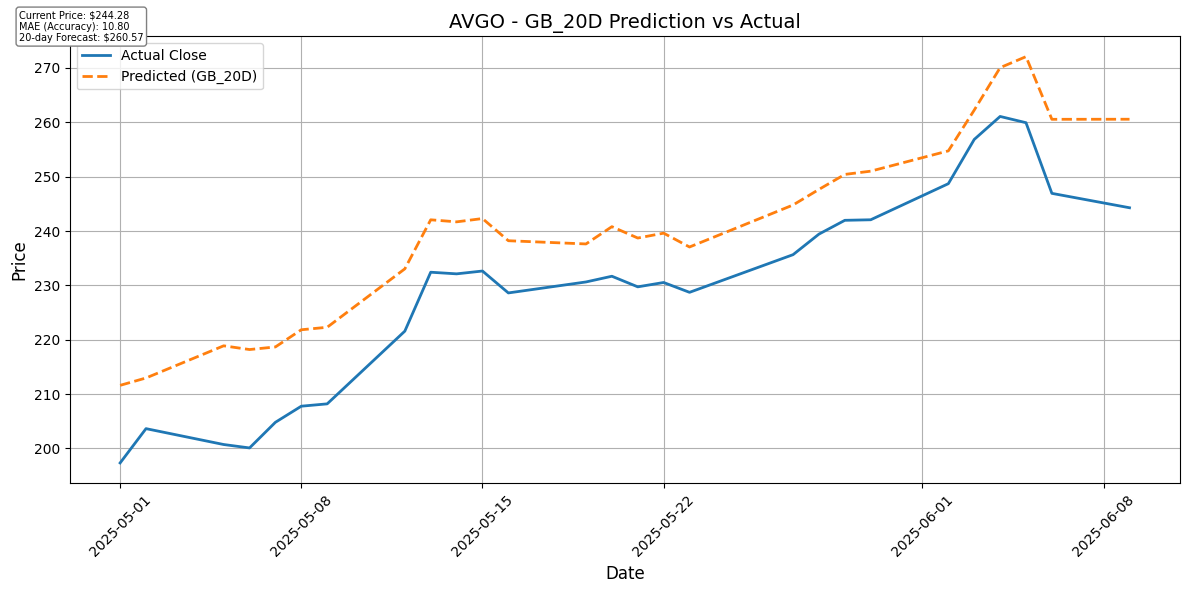 Current Price: $244.28
MAE (Accuracy): 10.80
20-day Forecast: $260.57
AVGO - GB_20D Prediction vs Actual
Actual Close
Predicted (GB_20D)
Price
270
260
250
240
230
220
210
200
2025-05-01
2025-05-08
2025-05-15
2025-05-22
2025-06-01
2025-06-08
Date